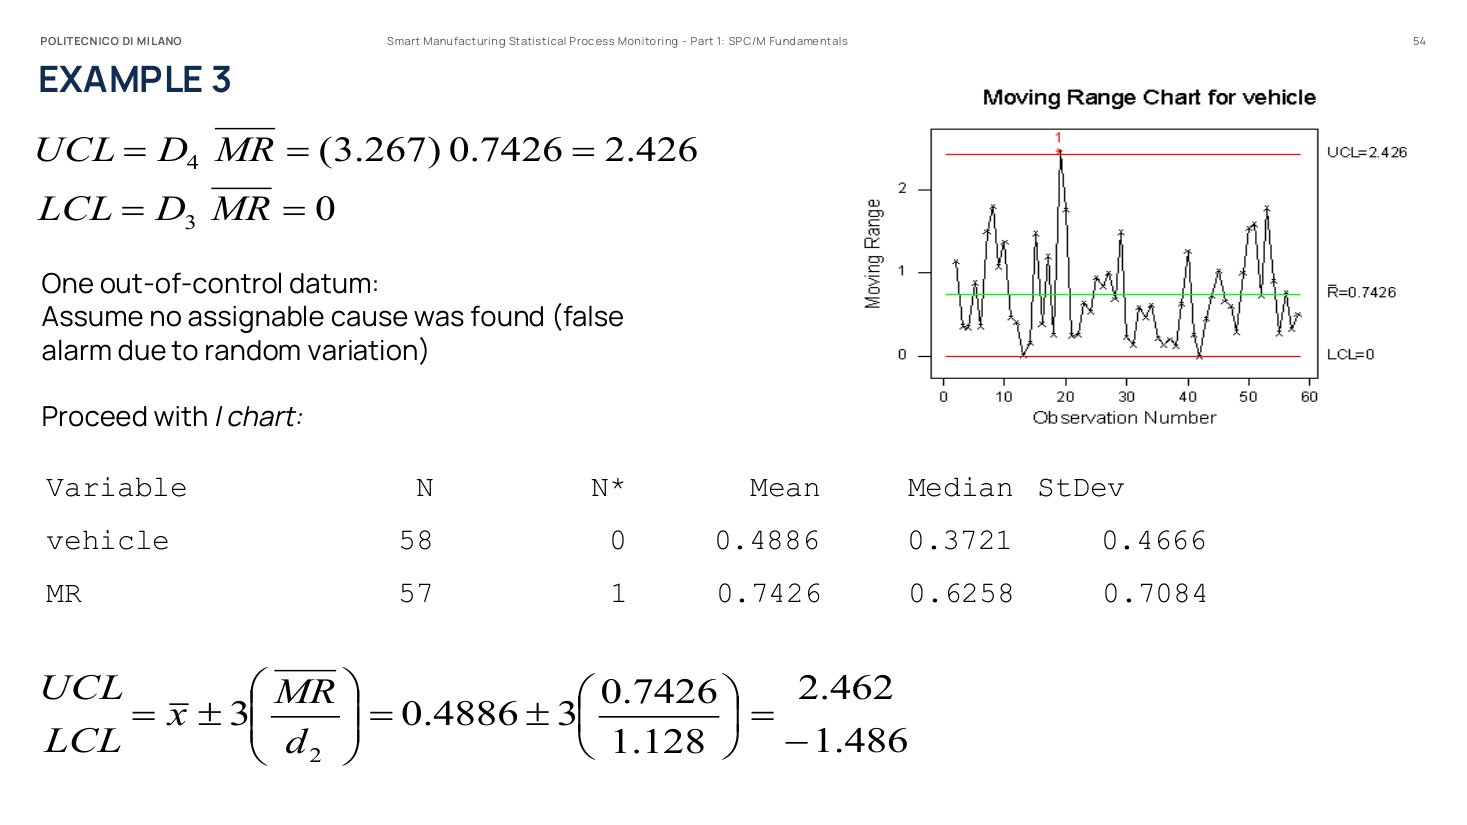 POLITECNICO DI MILANO
Smart Manufacturing Statistical Process Monitoring - Part 1: SPC/M Fundamentals
54
EXAMPLE 3
UCL = D₄ M̅R̅ = (3.267) 0.7426 = 2.426
LCL = D₃ M̅R̅ = 0
One out-of-control datum:
Assume no assignable cause was found (false
alarm due to random variation)
Proceed with I chart:
Moving Range Chart for vehicle
1
UCL=2.426
R̅=0.7426
LCL=0
Moving Range
2
1
0
0 10 20 30 40 50 60
Observation Number
Variable N N* Mean Median StDev
vehicle 58 0 0.4886 0.3721 0.4666
MR 57 1 0.7426 0.6258 0.7084
UCL
LCL
= x̅ ± 3(M̅R̅ / d₂) = 0.4886 ± 3(0.7426 / 1.128) =
2.462
−1.486